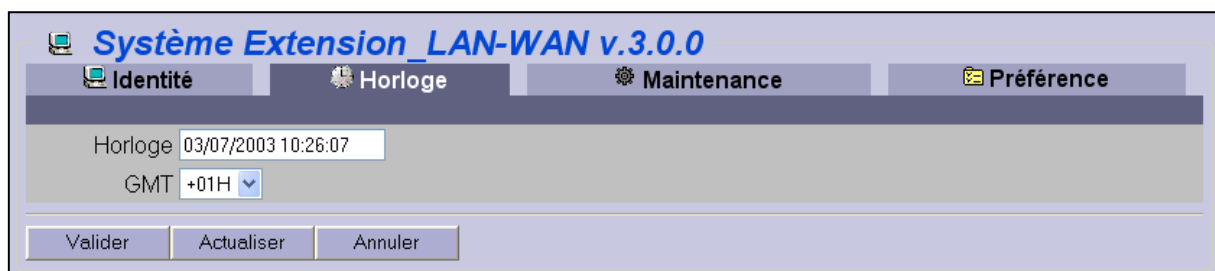 Système Extension_LAN-WAN v.3.0.0
Identité Horloge Maintenance Préférence
Horloge 03/07/2003 10:26:07
GMT +01H
Valider Actualiser Annuler